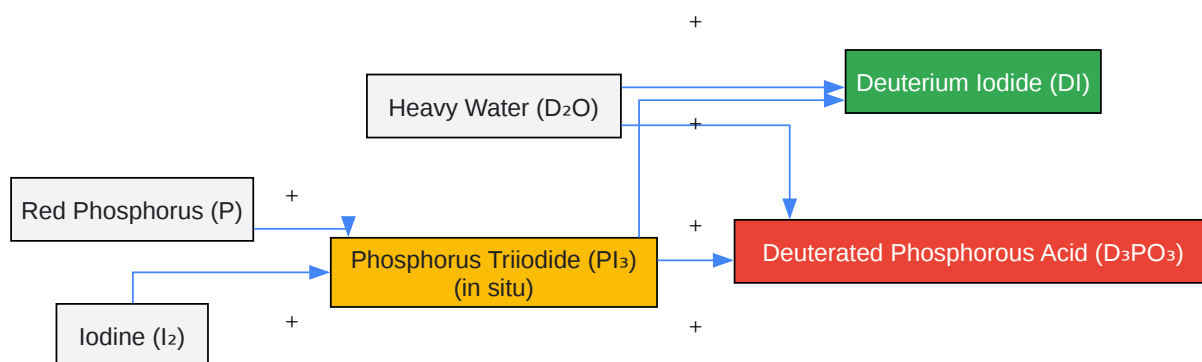 +
Deuterium Iodide (DI)
Heavy Water (D₂O)
+
Red Phosphorus (P)
+
+
Phosphorus Triiodide (PI₃)
(in situ)
Deuterated Phosphorous Acid (D₃PO₃)
Iodine (I₂)
+
+